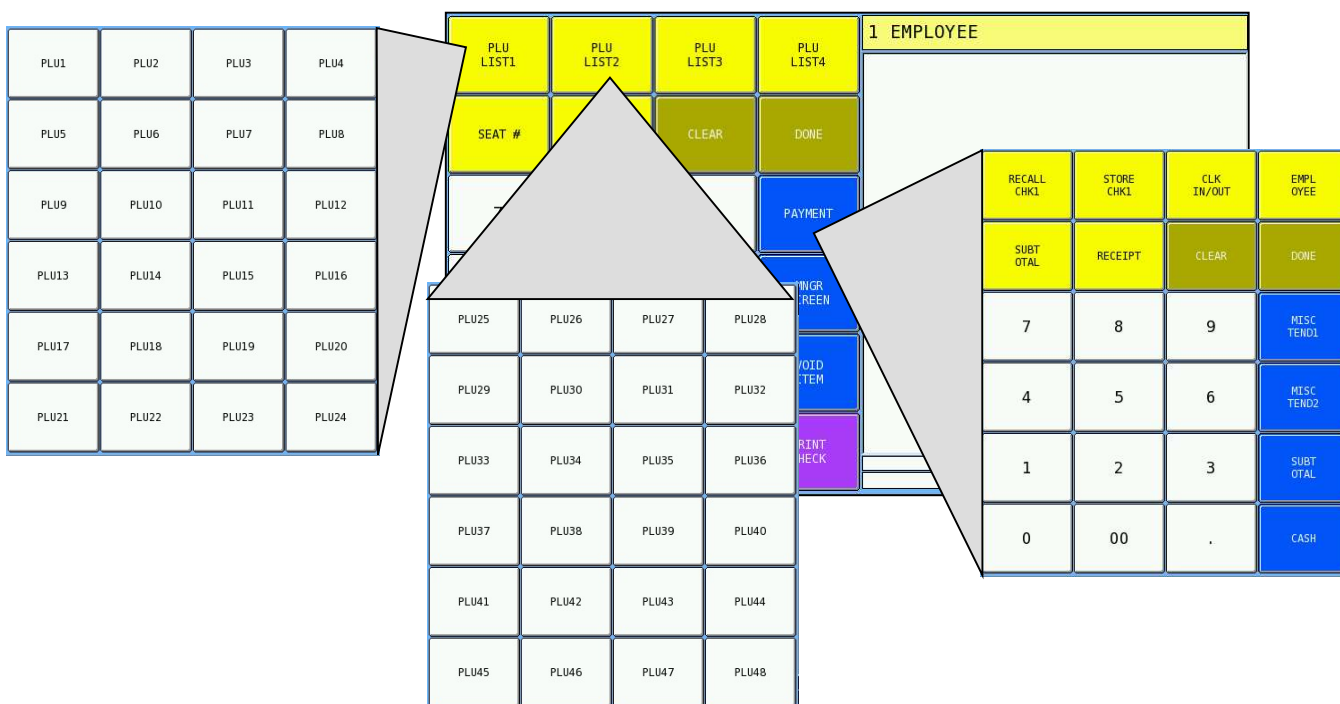 PLU1 PLU2 PLU3 PLU4
PLU5 PLU6 PLU7 PLU8
PLU9 PLU10 PLU11 PLU12
PLU13 PLU14 PLU15 PLU16
PLU17 PLU18 PLU19 PLU20
PLU21 PLU22 PLU23 PLU24
PLU
LIST1
PLU
LIST2
PLU
LIST3
PLU
LIST4
1 EMPLOYEE
SEAT #
CLEAR
DONE
PAYMENT
PLU25 PLU26 PLU27 PLU28
PLU29 PLU30 PLU31 PLU32
PLU33 PLU34 PLU35 PLU36
PLU37 PLU38 PLU39 PLU40
PLU41 PLU42 PLU43 PLU44
PLU45 PLU46 PLU47 PLU48
RECALL
CHK1
STORE
CHK1
CLK
IN/OUT
EMPL
OYEE
SUBT
OTAL
RECEIPT
CLEAR
DONE
7 8 9
MISC
TEND1
4 5 6
MISC
TEND2
1 2 3
SUBT
OTAL
0 00 .
CASH